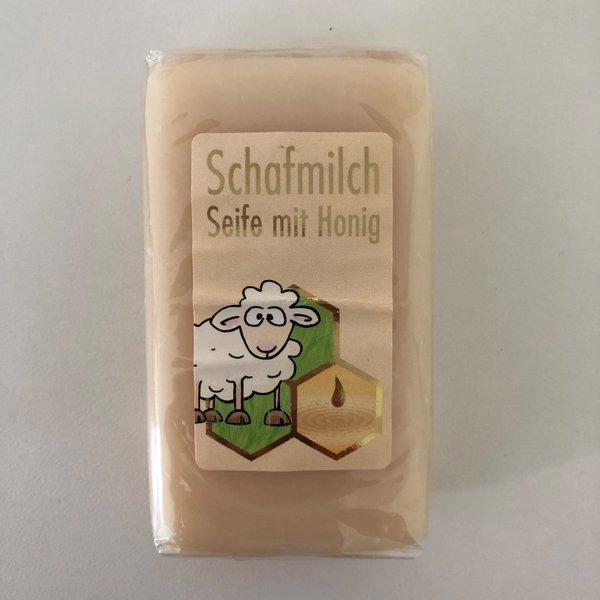 Schafmilch
Seife mit Honig